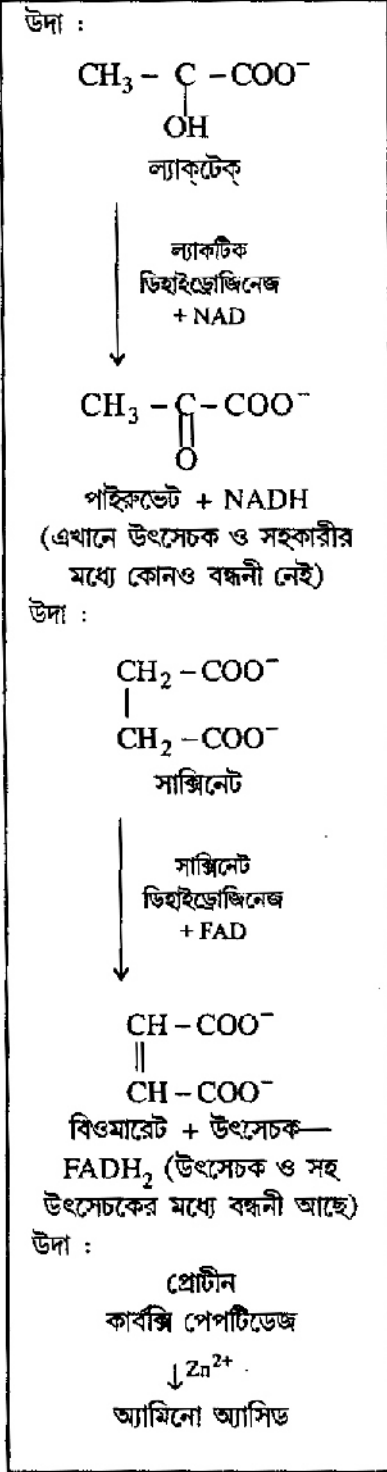 উদা :
CH₃ – C – COO⁻
OH
ল্যাক্‌টেক্
ল্যাকটিক
ডিহাইড্রোজিনেজ
+ NAD
CH₃ – C – COO⁻
O
পাইরুভেট + NADH
(এখানে উৎসেচক ও সহকারীর
মধ্যে কোনও বন্ধনী নেই)
উদা :
CH₂ – COO⁻
CH₂ – COO⁻
সাক্সিনেট
সাক্সিনেট
ডিহাইড্রোজিনেজ
+ FAD
CH – COO⁻
CH – COO⁻
বিওমারেট + উৎসেচক—
FADH₂ (উৎসেচক ও সহ
উৎসেচকের মধ্যে বন্ধনী আছে)
উদা :
প্রোটীন
কার্বক্সি পেপটিডেজ
↓Zn²⁺
অ্যামিনো অ্যাসিড